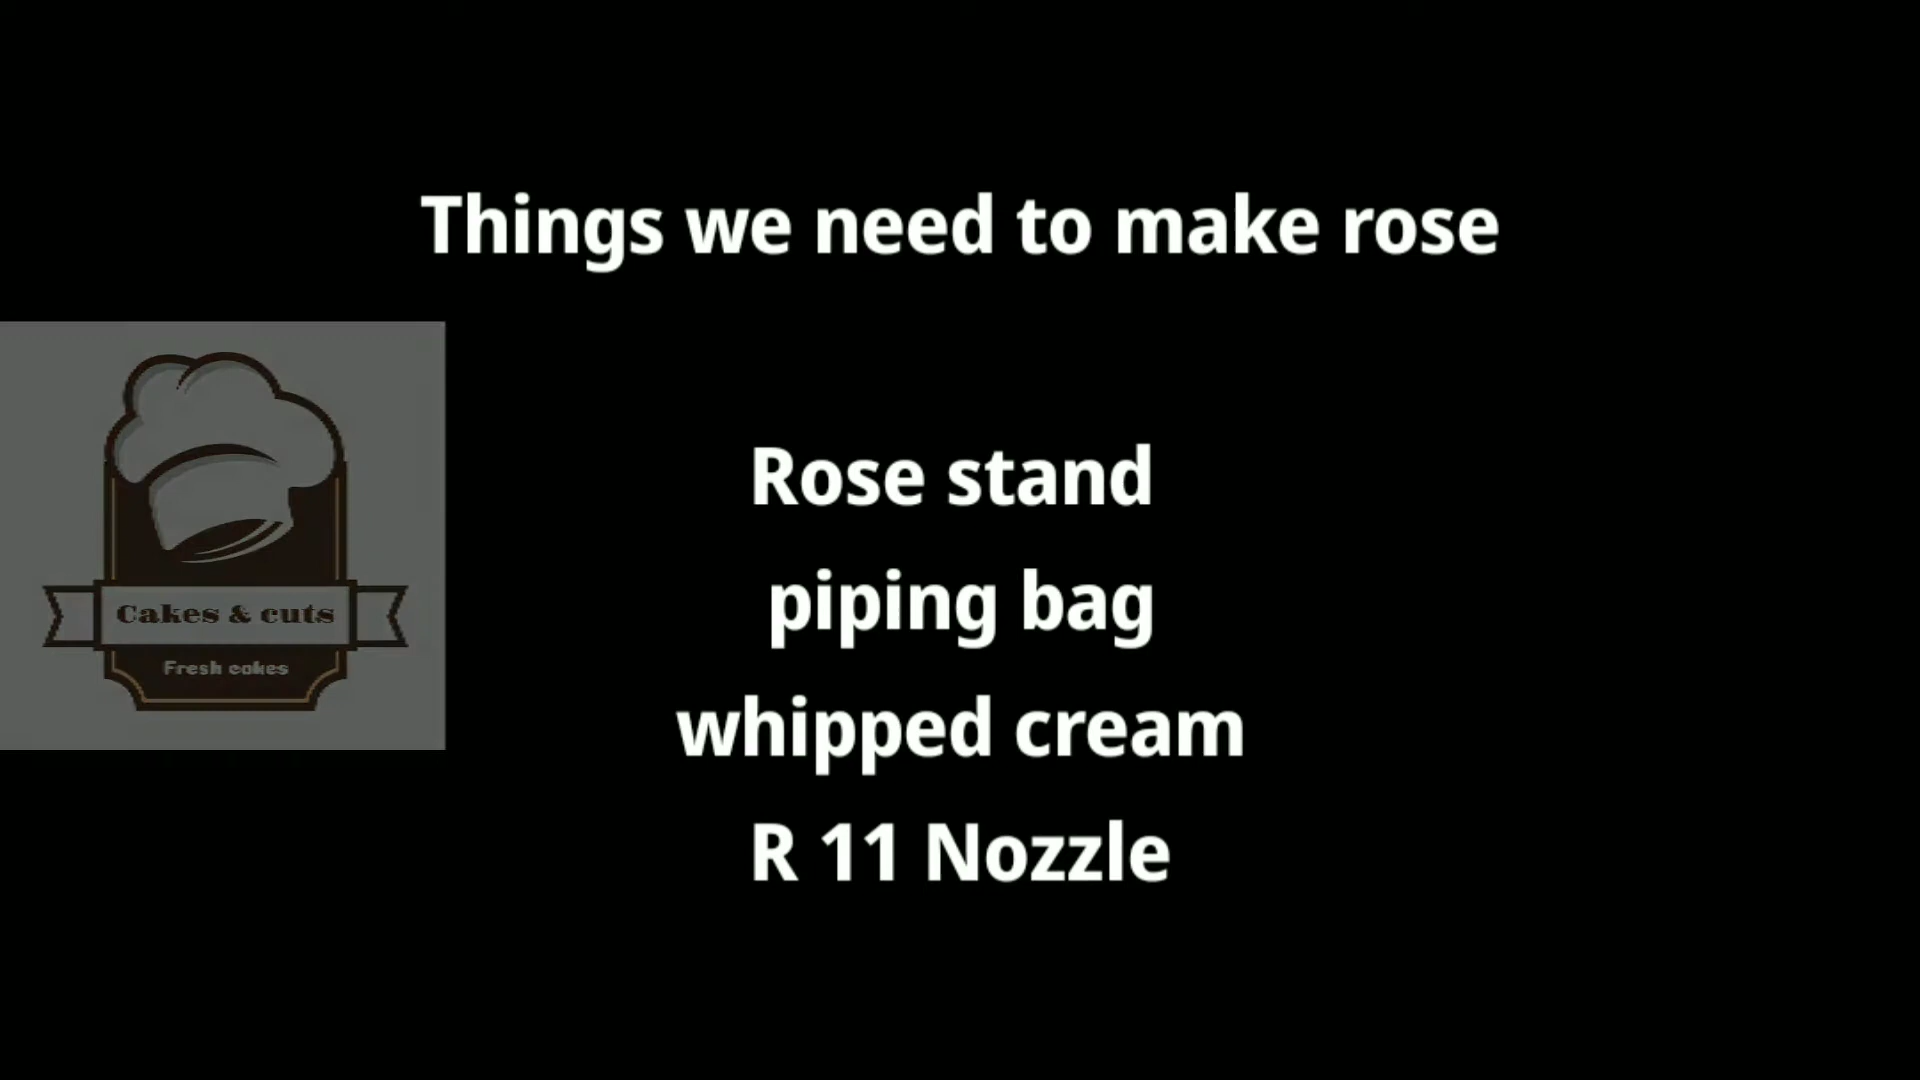 Things we need to make rose
Rose stand
piping bag
whipped cream
R 11 Nozzle
Cakes & cuts
Fresh cakes